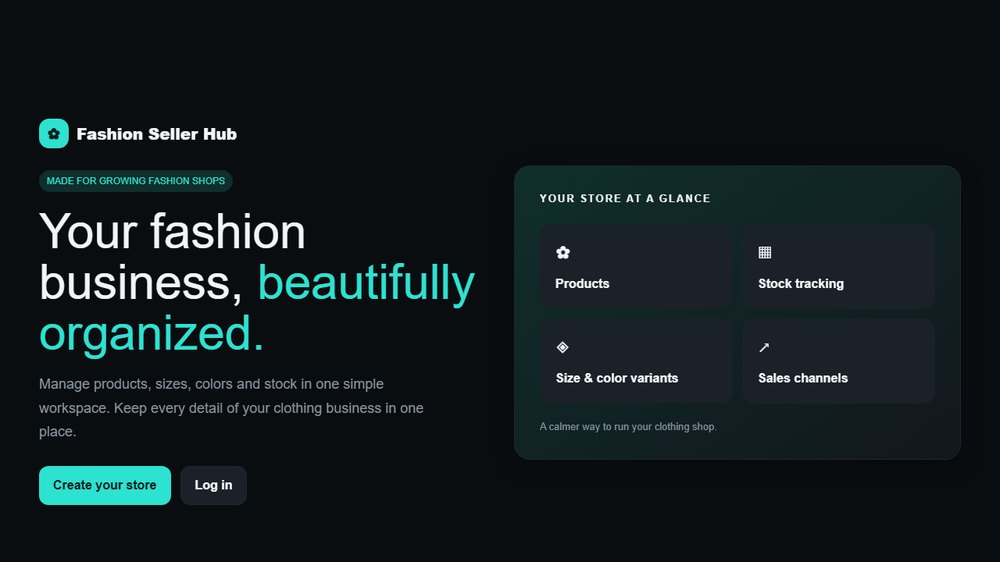 Fashion Seller Hub
MADE FOR GROWING FASHION SHOPS
Your fashion
business, beautifully
organized.
Manage products, sizes, colors and stock in one simple
workspace. Keep every detail of your clothing business in one
place.
Create your store
Log in
YOUR STORE AT A GLANCE
Products
Stock tracking
Size & color variants
Sales channels
A calmer way to run your clothing shop.